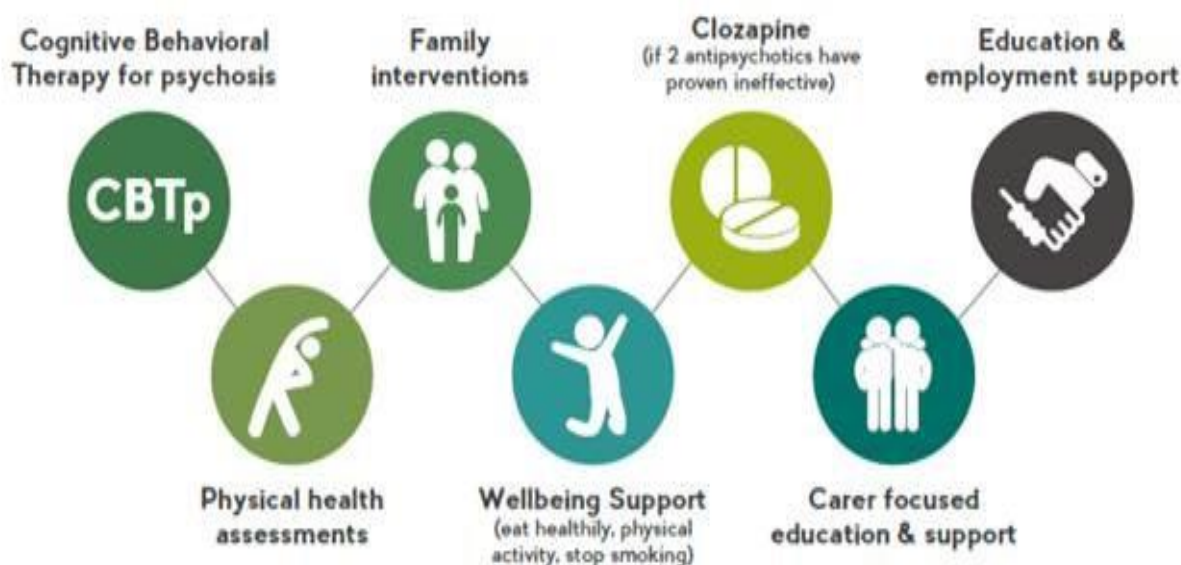 Cognitive Behavioral
Therapy for psychosis
CBTp
Physical health
assessments
Family
interventions
Wellbeing Support
(eat healthily, physical
activity, stop smoking)
Clozapine
(if 2 antipsychotics have
proven ineffective)
Carer focused
education & support
Education &
employment support